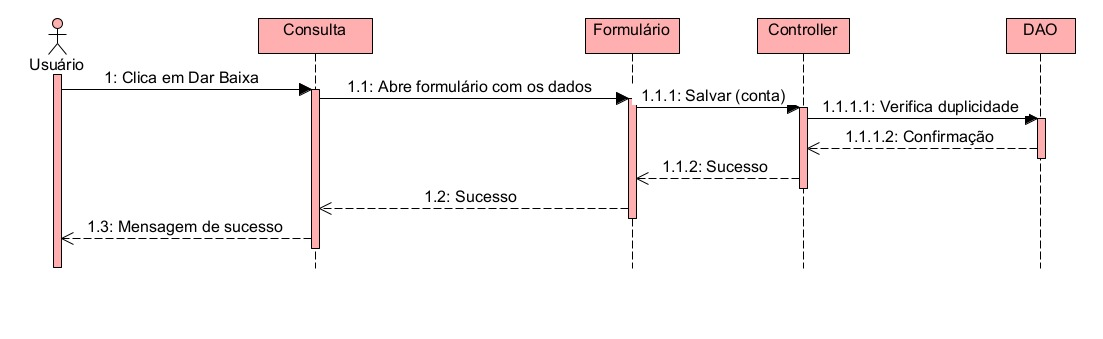 Consulta
Formulário
Controller
DAO
Usuário
1: Clica em Dar Baixa
1.1: Abre formulário com os dados
1.1.1: Salvar (conta)
1.1.1.1: Verifica duplicidade
1.1.1.2: Confirmação
1.1.2: Sucesso
1.2: Sucesso
1.3: Mensagem de sucesso